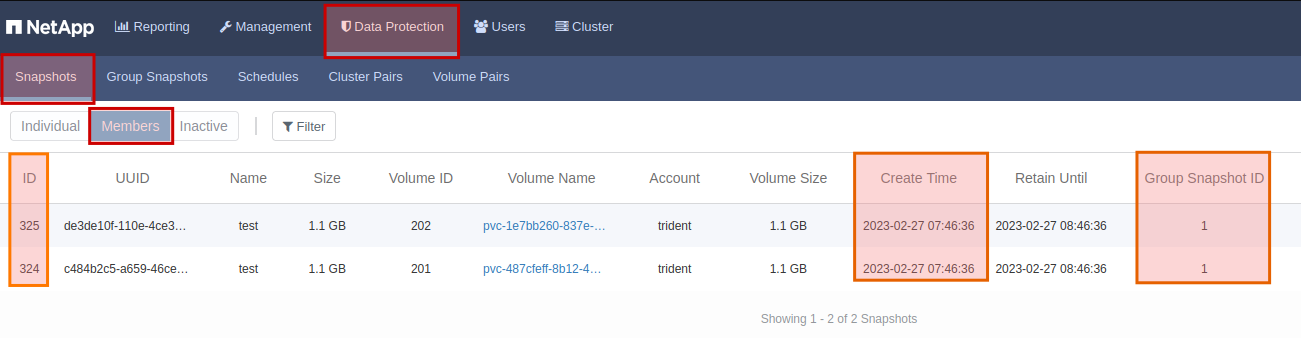 NetApp Reporting Management Data Protection Users Cluster
Snapshots Group Snapshots Schedules Cluster Pairs Volume Pairs
Individual Members Inactive Filter
ID UUID Name Size Volume ID Volume Name Account Volume Size Create Time Retain Until Group Snapshot ID
325 de3de10f-110e-4ce3... test 1.1 GB 202 pvc-1e7bb260-837e-... trident 1.1 GB 2023-02-27 07:46:36 2023-02-27 08:46:36 1
324 c484b2c5-a659-46ce... test 1.1 GB 201 pvc-487cfeff-8b12-4... trident 1.1 GB 2023-02-27 07:46:36 2023-02-27 08:46:36 1
Showing 1 - 2 of 2 Snapshots